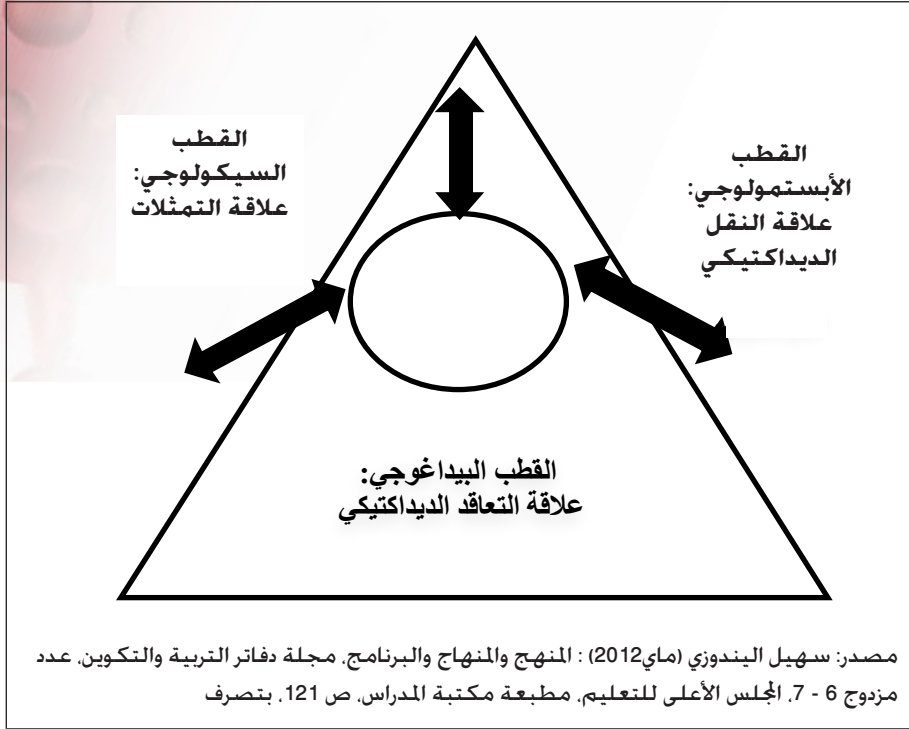 القطب
السيكولوجي:
علاقة التمثلات
القطب
الأبستمولوجي:
علاقة النقل
الديداكتيكي
القطب البيداغوجي:
علاقة التعاقد الديداكتيكي
مصدر: سهيل اليندوزي (ماي2012) : المنهج والمنهاج والبرنامج، مجلة دفاتر التربية والتكوين، عدد
مزدوج 6 - 7، المجلس الأعلى للتعليم، مطبعة مكتبة المدراس، ص 121، بتصرف